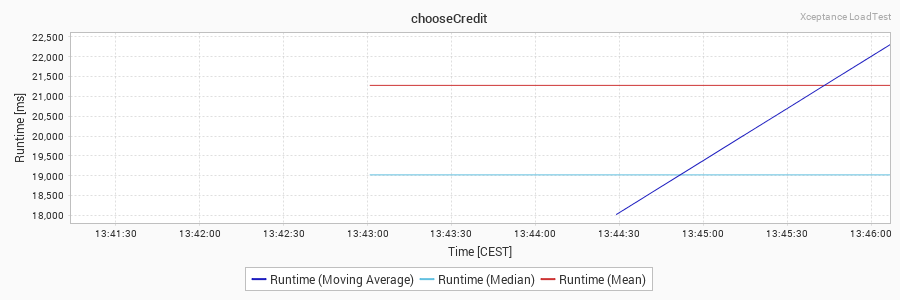 chooseCredit
Xceptance LoadTest
Runtime [ms]
22,500
22,000
21,500
21,000
20,500
20,000
19,500
19,000
18,500
18,000
13:41:30 13:42:00 13:42:30 13:43:00 13:43:30 13:44:00 13:44:30 13:45:00 13:45:30 13:46:00
Time [CEST]
Runtime (Moving Average) Runtime (Median) Runtime (Mean)